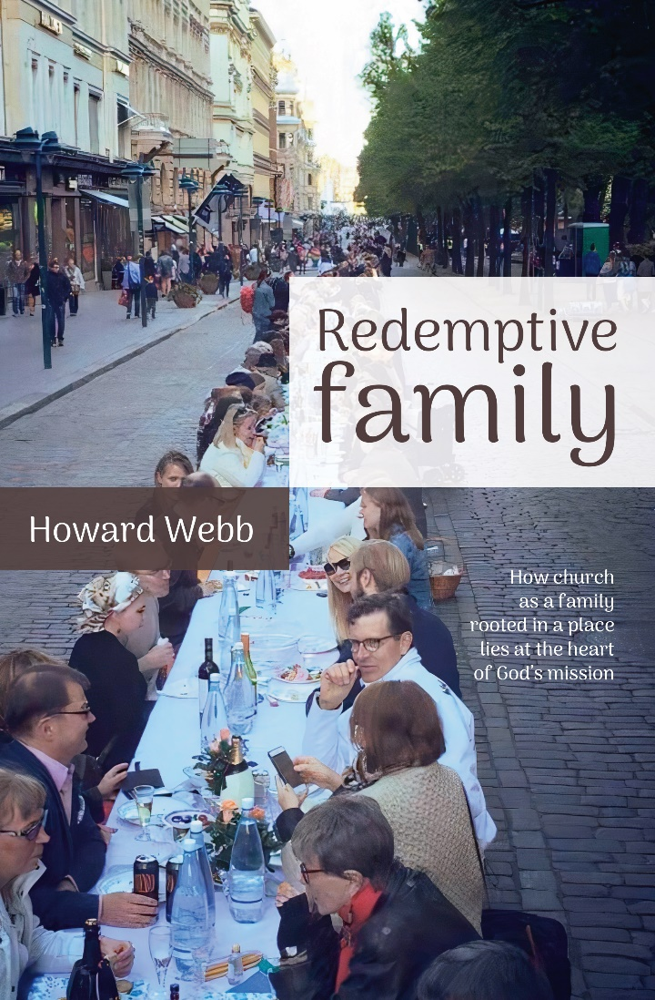 Redemptive
family
Howard Webb
How church
as a family
rooted in a place
lies at the heart
of God's mission